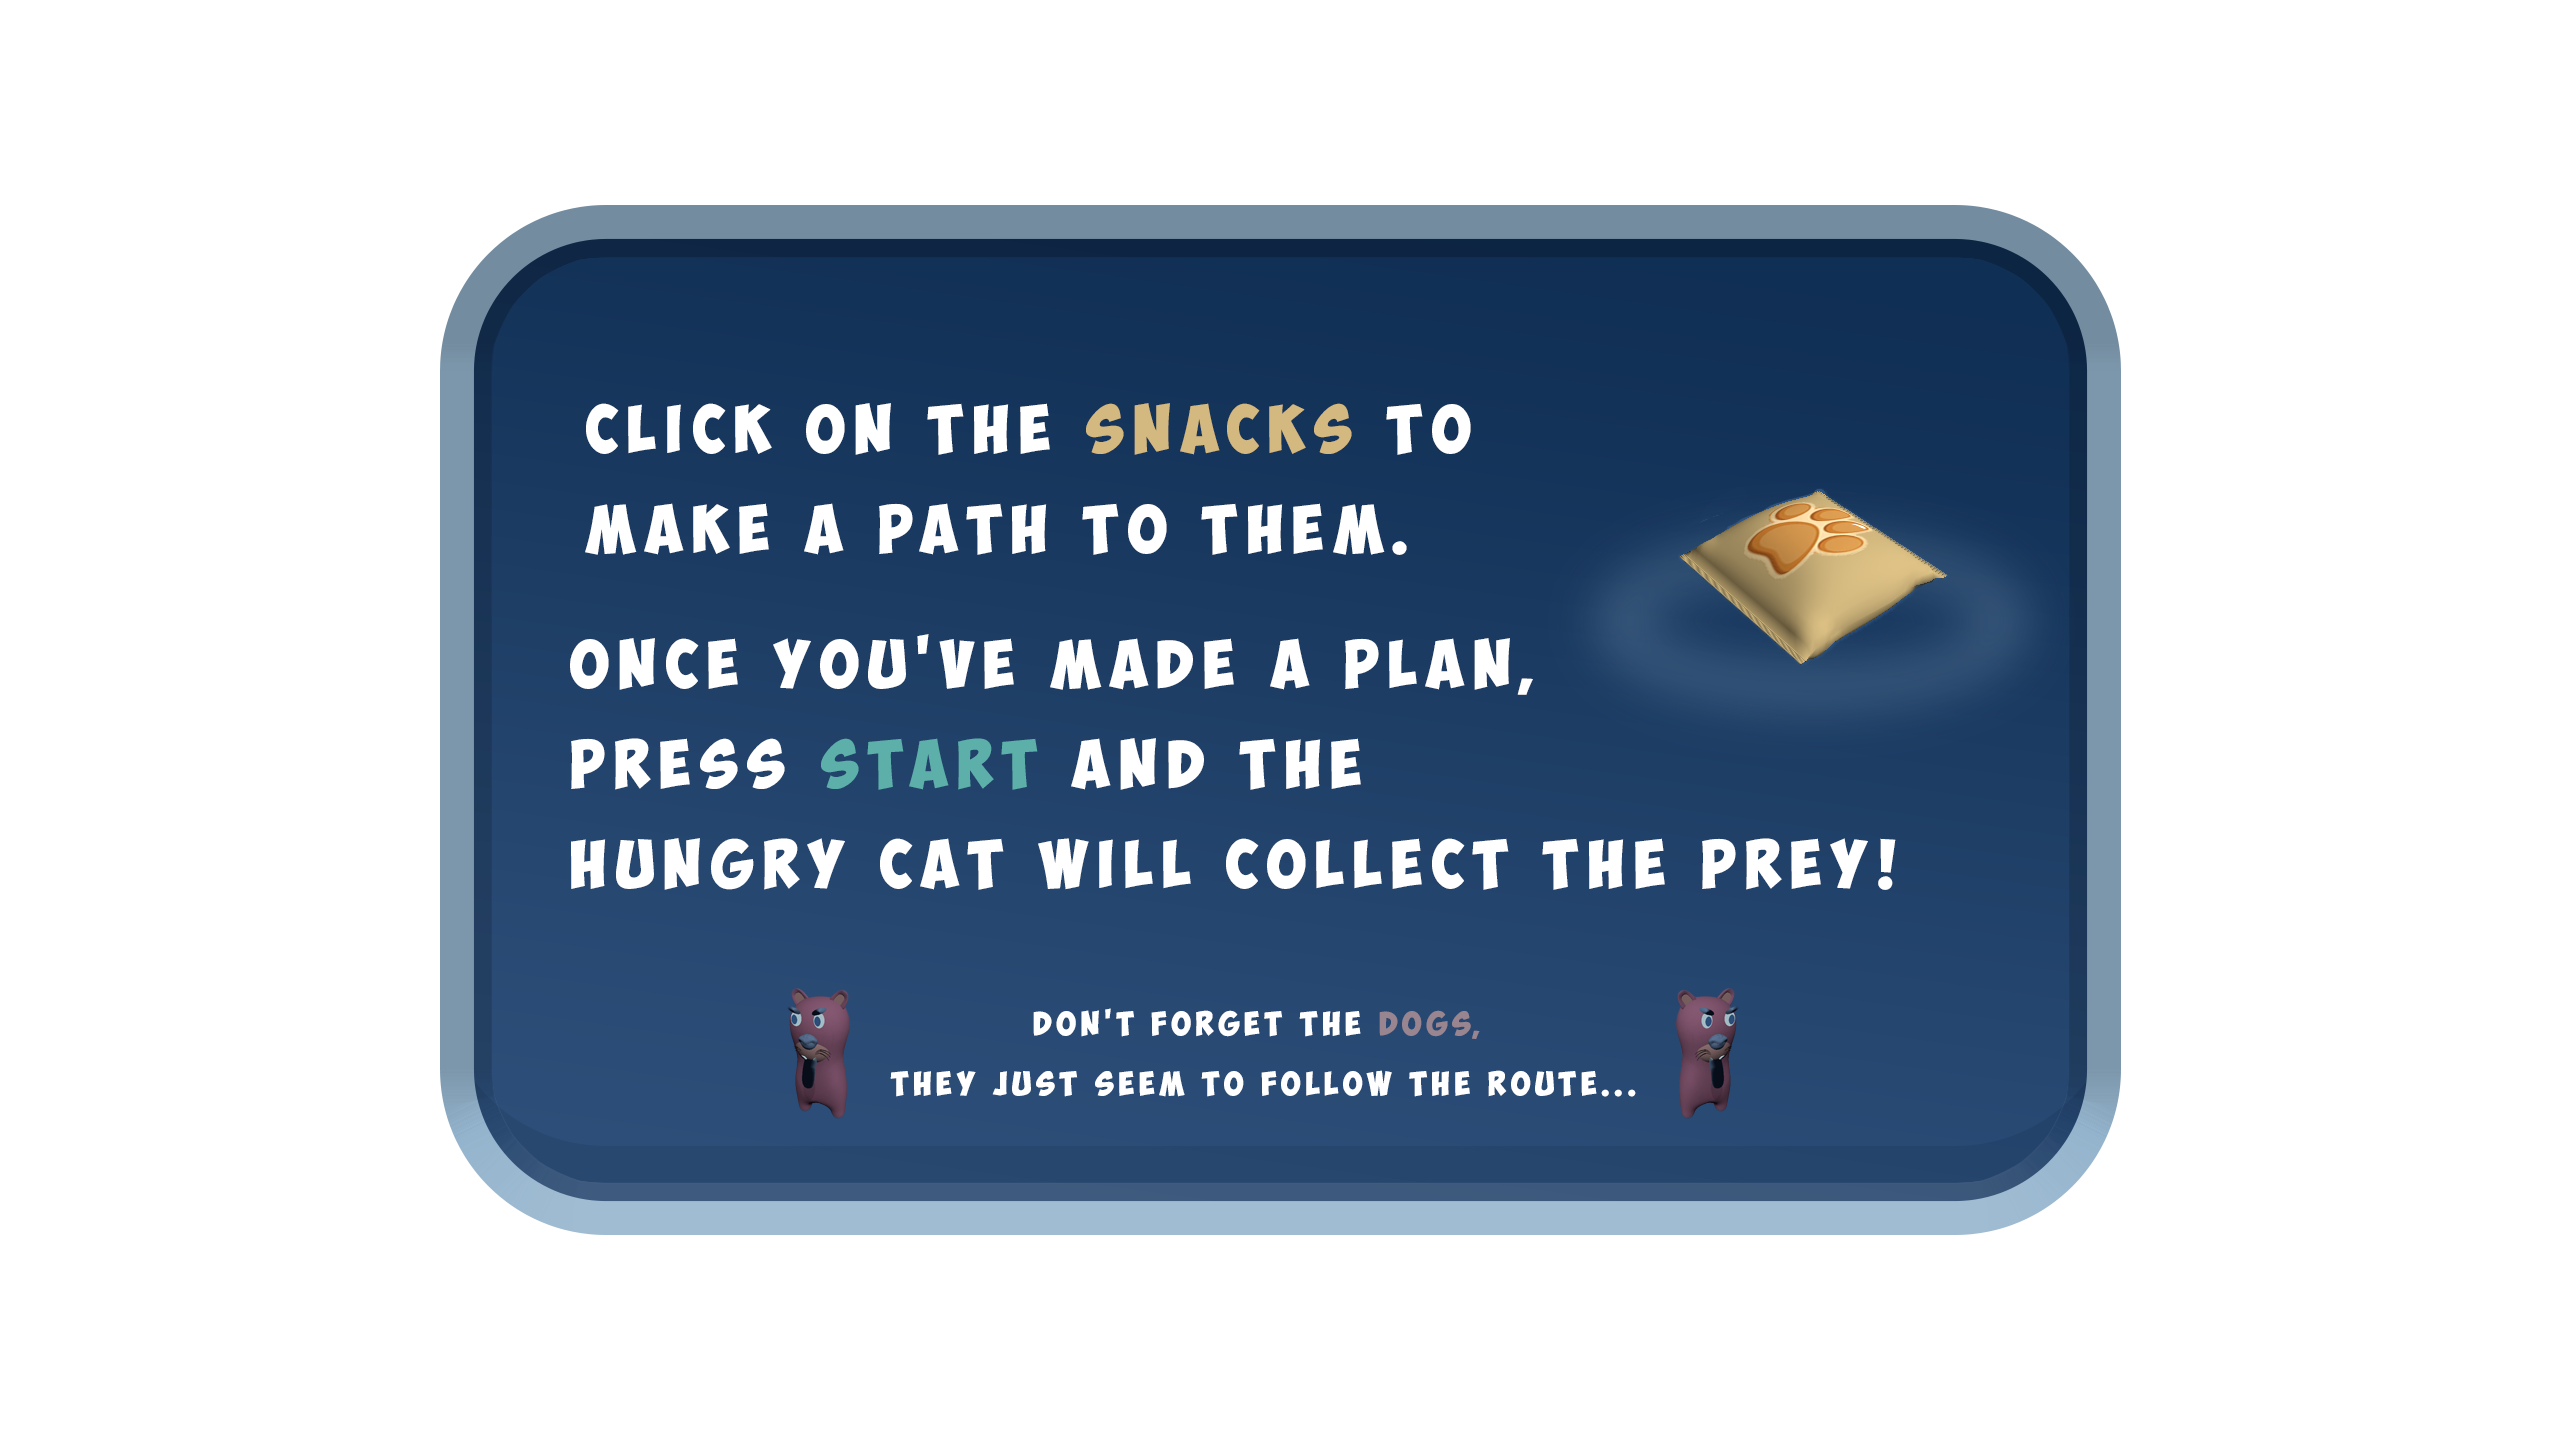 CLICK ON THE SNACKS TO
MAKE A PATH TO THEM.
ONCE YOU'VE MADE A PLAN,
PRESS START AND THE
HUNGRY CAT WILL COLLECT THE PREY!
DON'T FORGET THE DOGS,
THEY JUST SEEM TO FOLLOW THE ROUTE...